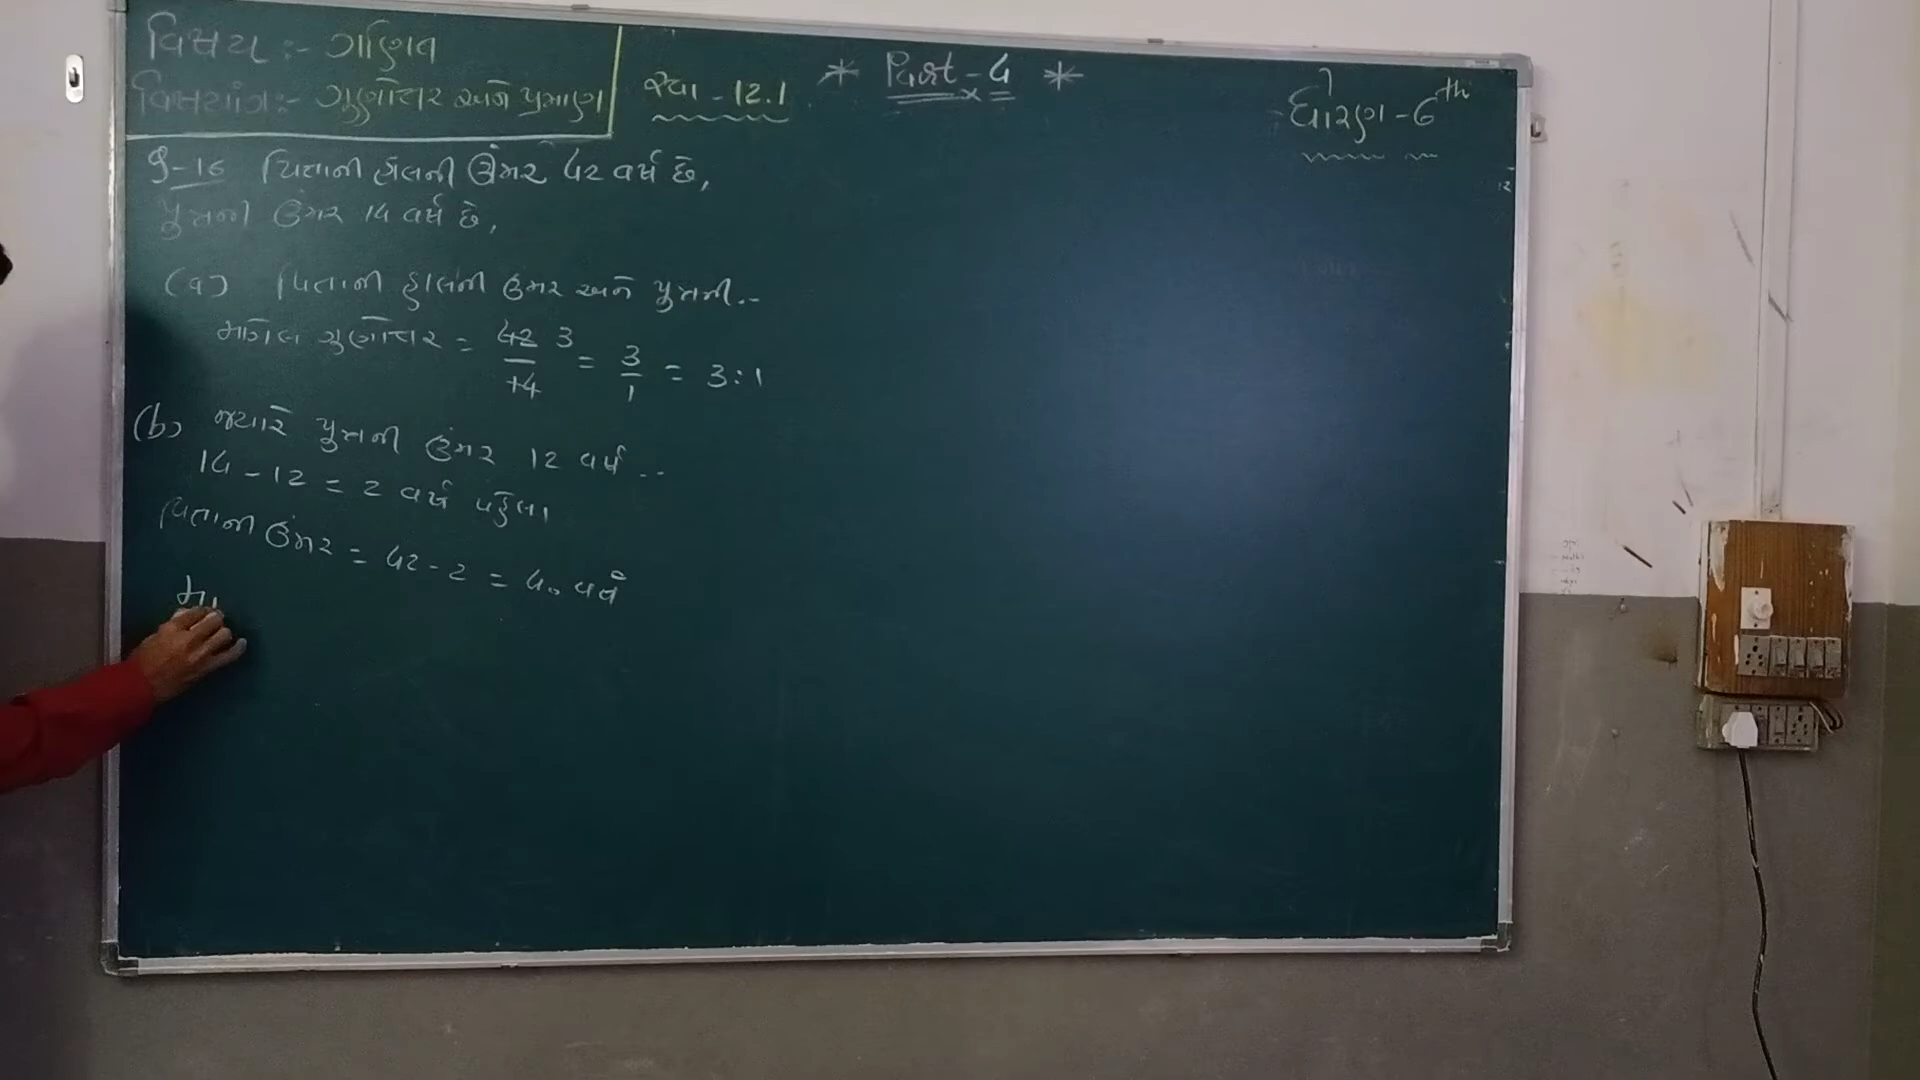 વિષય :- ગણિત
વિષયાંગ :- ગુણોત્તર અને પ્રમાણ
સ્વા - 12.1
* Part - 4 *
ધોરણ - 6th
પ્ર-16 પિતાની હાલની ઉંમર 42 વર્ષ છે,
પુત્રની ઉંમર 14 વર્ષ છે,
(a) પિતાની હાલની ઉંમર અને પુત્રની..
માંગેલ ગુણોત્તર = 42/14 3 = 3/1 = 3:1
(b) જ્યારે પુત્રની ઉંમર 12 વર્ષ ..
14 - 12 = 2 વર્ષ પહેલા
પિતાની ઉંમર = 42 - 2 = 40 વર્ષ
મા